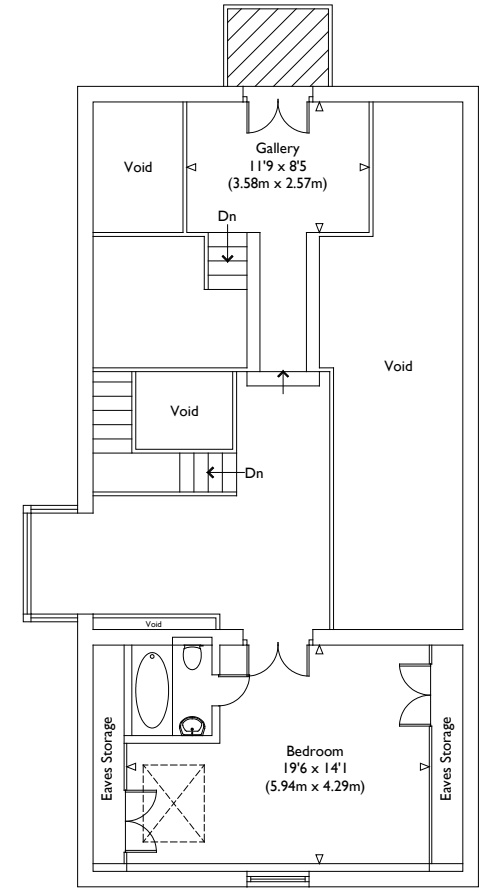 Void
Gallery
11'9 x 8'5
(3.58m x 2.57m)
Dn
Void
Void
Dn
Void
Eaves Storage
Bedroom
19'6 x 14'1
(5.94m x 4.29m)
Eaves Storage